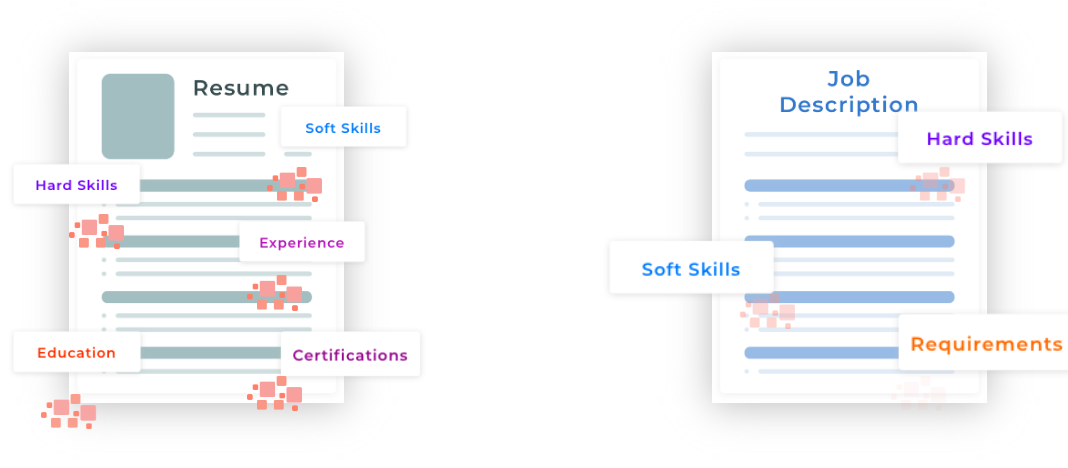 Resume
Soft Skills
Hard Skills
Experience
Education
Certifications
Job
Description
Hard Skills
Soft Skills
Requirements